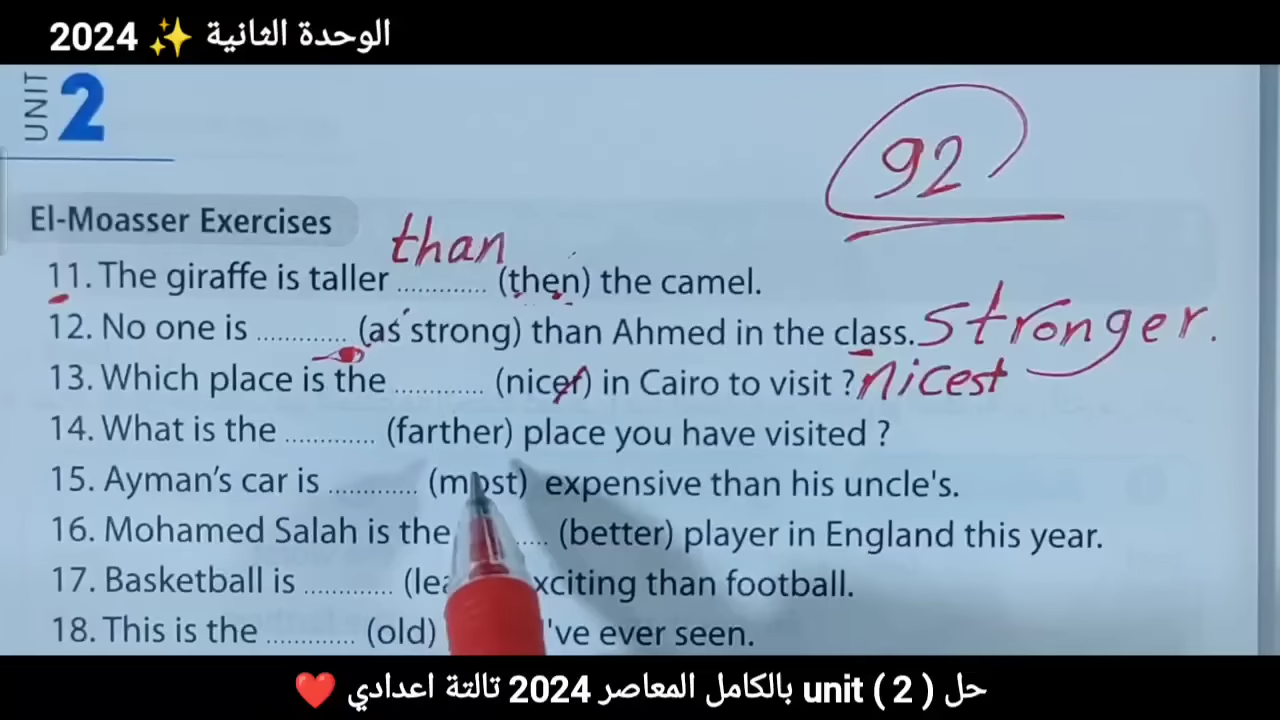 الوحدة الثانية ✨ 2024
UNIT 2
92
El-Moasser Exercises
than
11. The giraffe is taller ............. (then) the camel.
12. No one is ............. (as strong) than Ahmed in the class. stronger.
13. Which place is the ............. (nicer) in Cairo to visit ? nicest
14. What is the ............. (farther) place you have visited ?
15. Ayman's car is ............. (most) expensive than his uncle's.
16. Mohamed Salah is the ..... (better) player in England this year.
17. Basketball is ............. than football.
18. This is the ............. (old) 've ever seen.
حل unit ( 2 ) بالكامل المعاصر 2024 تالتة اعدادي ❤️